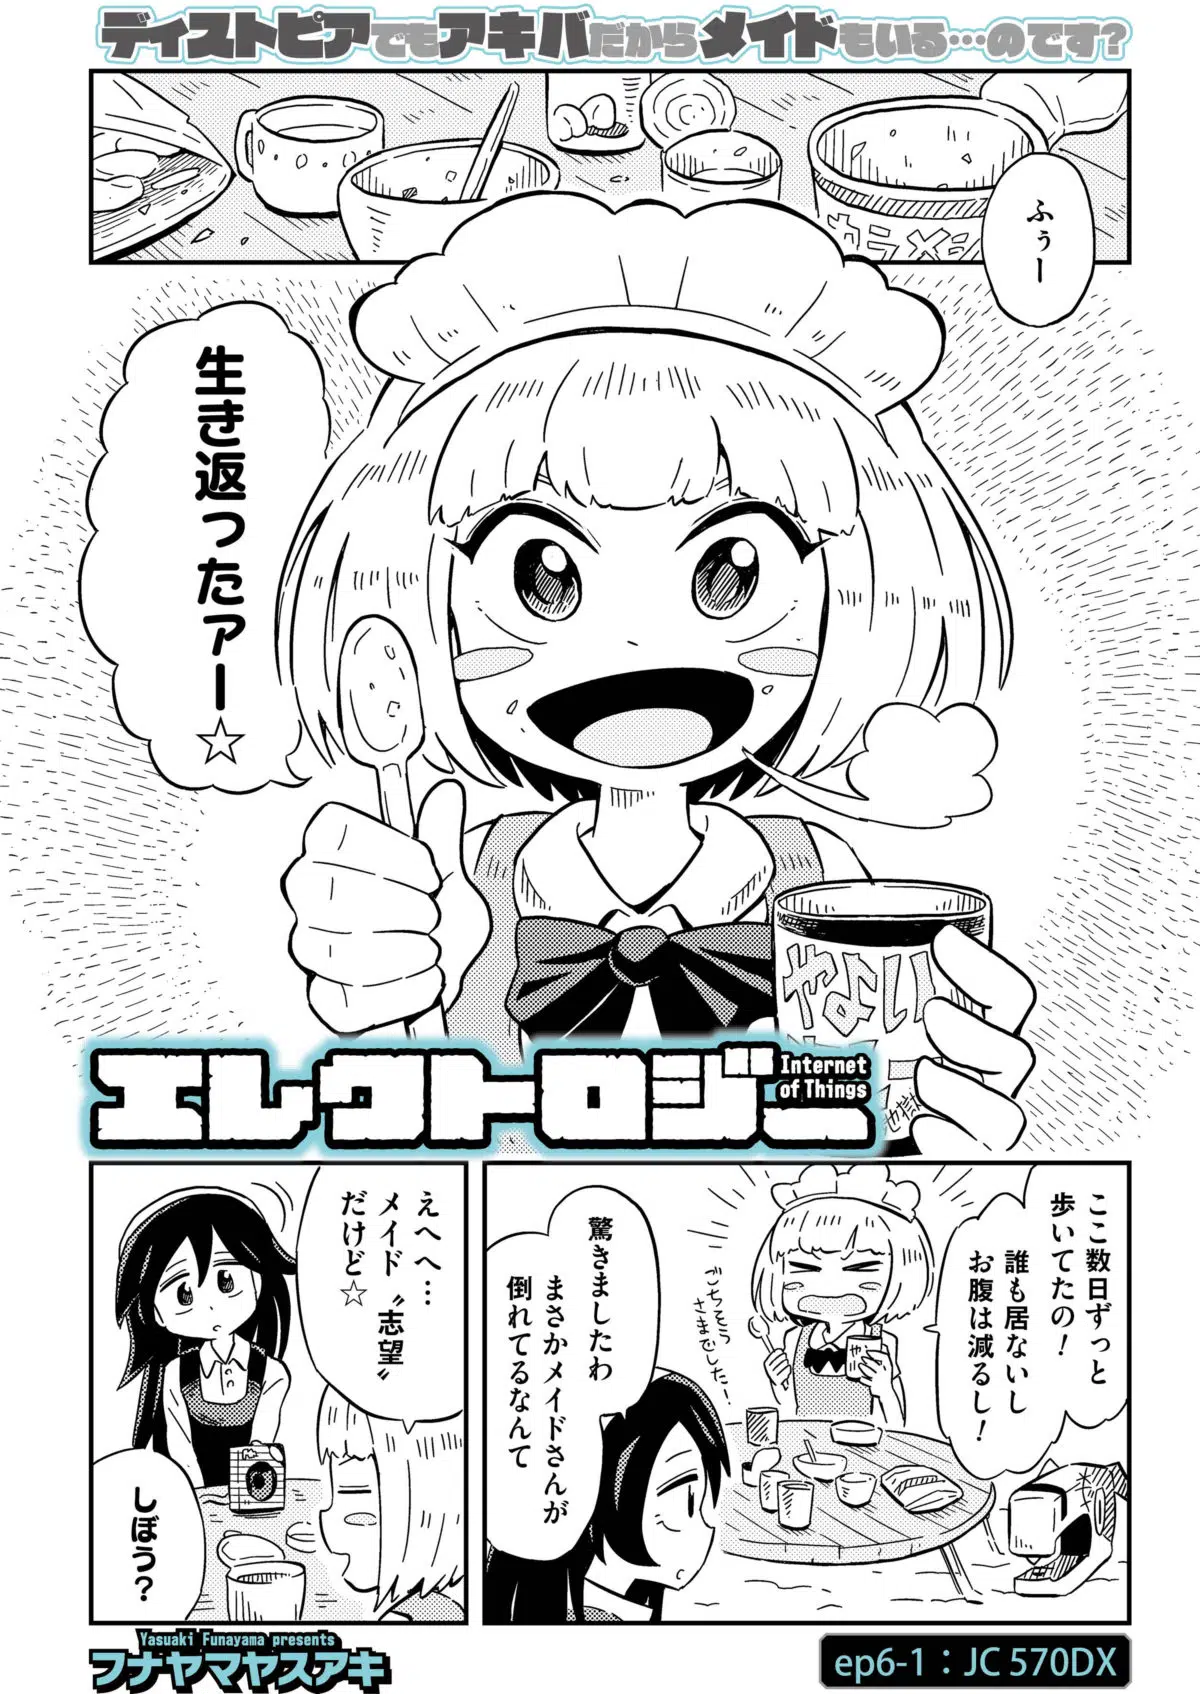 ディストピアでもアキバだからメイドもいる…のです?
ふぅー
カラメシ
生き返ったァー☆
やよい
エレクトロジー
Internet
of Things
ここ数日ずっと
歩いてたの!
誰も居ないし
お腹は減るし!
ごちそう
さまでしたー
驚きましたわ
まさかメイドさんが
倒れてるなんて
えへへ…
メイド〝志望〟
だけど☆
しぼう?
Yasuaki Funayama presents
フナヤマヤスアキ
ep6-1:JC 570DX